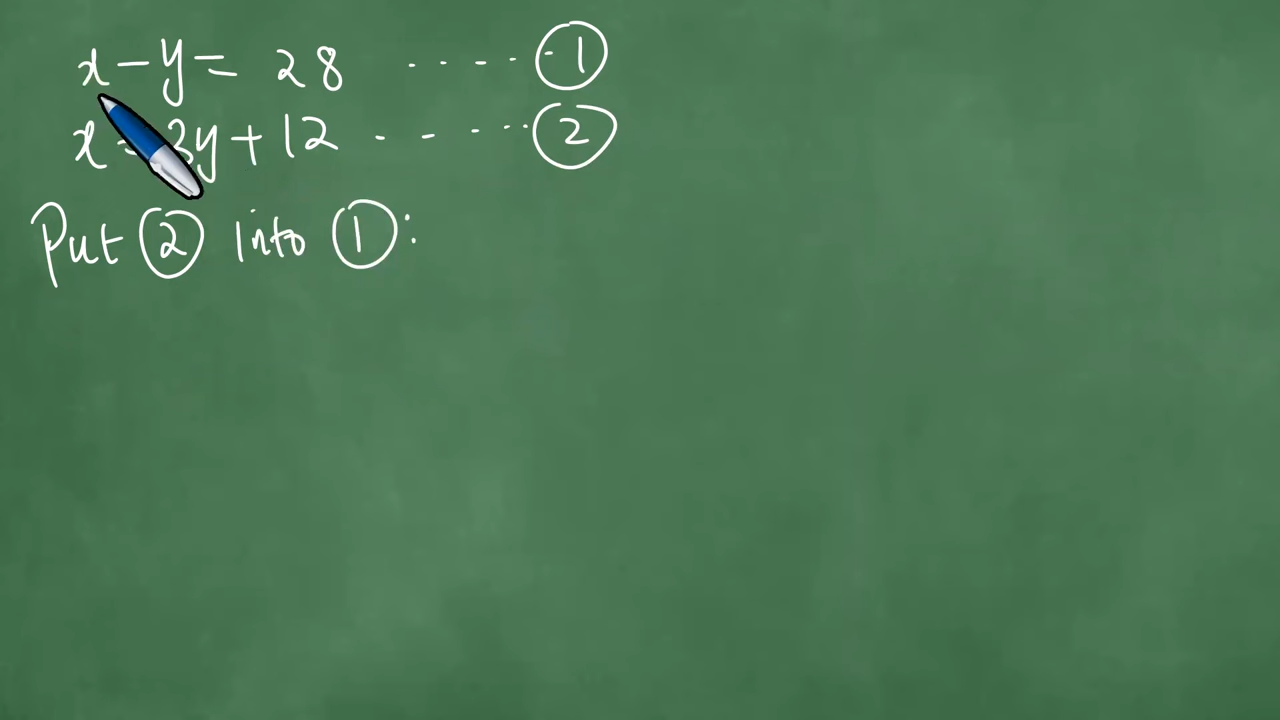 x - y = 28 ..... ①
x = 3y + 12 ..... ②
Put ② into ①: